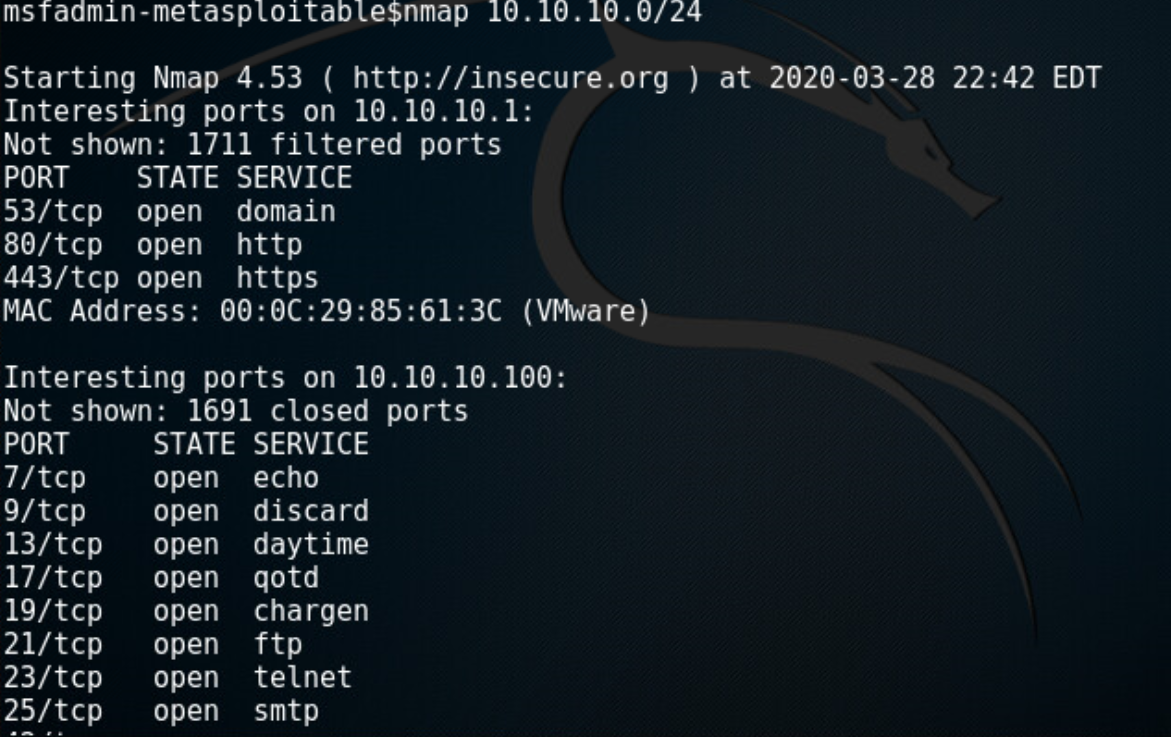 msfadmin-metasploitable$nmap 10.10.10.0/24
Starting Nmap 4.53 ( http://insecure.org ) at 2020-03-28 22:42 EDT
Interesting ports on 10.10.10.1:
Not shown: 1711 filtered ports
PORT    STATE SERVICE
53/tcp  open  domain
80/tcp  open  http
443/tcp open  https
MAC Address: 00:0C:29:85:61:3C (VMware)
Interesting ports on 10.10.10.100:
Not shown: 1691 closed ports
PORT     STATE SERVICE
7/tcp    open  echo
9/tcp    open  discard
13/tcp   open  daytime
17/tcp   open  qotd
19/tcp   open  chargen
21/tcp   open  ftp
23/tcp   open  telnet
25/tcp   open  smtp